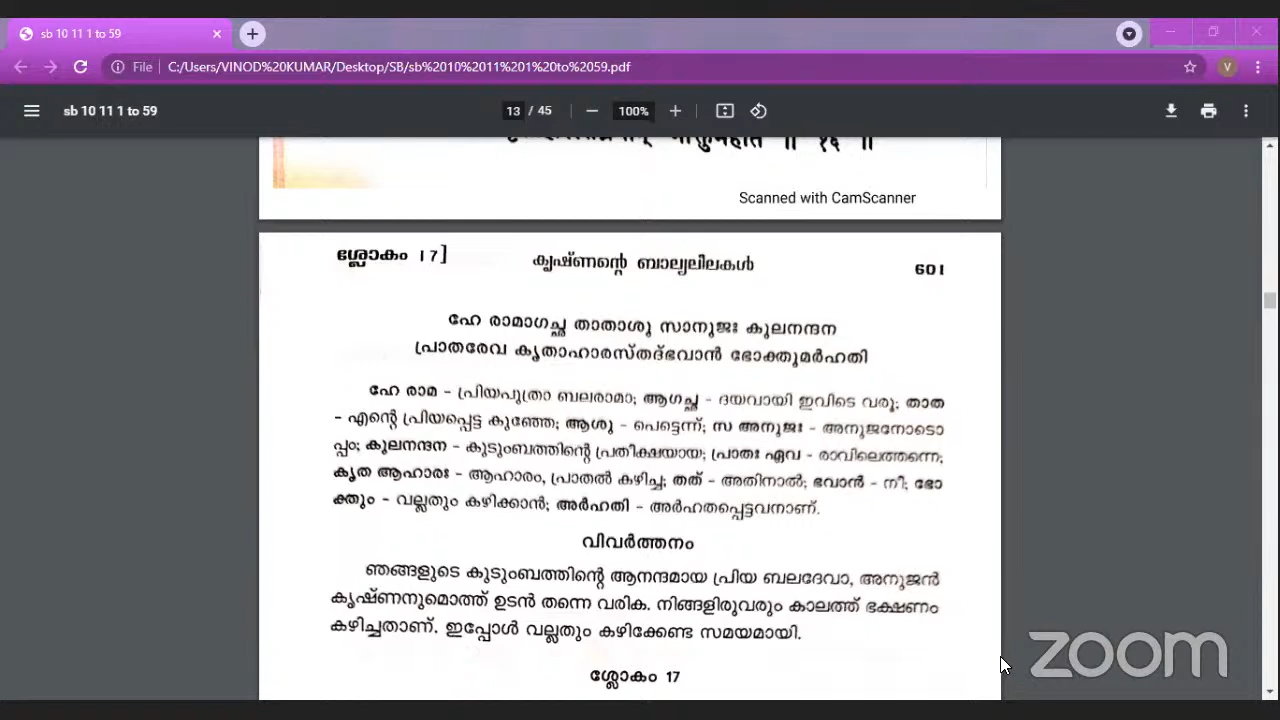 sb 10 11 1 to 59
File C:/Users/VINOD%20KUMAR/Desktop/SB/sb%2010%2011%201%20to%2059.pdf
V
sb 10 11 1 to 59
13 / 45
100%
॥ १६ ॥
Scanned with CamScanner
ശ്ലോകം 17]
കൃഷ്ണന്റെ ബാല്യലീലകൾ
601
ഹേ രാമാഗച്ഛ താതാശു സാനുജഃ കുലനന്ദന
പ്രാതരേവ കൃതാഹാരസ്തദ്ഭവാൻ ഭോക്തുമർഹതി
ഹേ രാമ - പ്രിയപുത്രാ ബലരാമാ; ആഗച്ഛ - ദയവായി ഇവിടെ വരൂ; താത
- എന്റെ പ്രിയപ്പെട്ട കുഞ്ഞേ; ആശു - പെട്ടെന്ന്; സ അനുജഃ - അനുജനോടൊ
പ്പം; കുലനന്ദന - കുടുംബത്തിന്റെ പ്രതീക്ഷയായ; പ്രാതഃ ഏവ - രാവിലെത്തന്നെ;
കൃത ആഹാരഃ - ആഹാരം, പ്രാതൽ കഴിച്ച; തത് - അതിനാൽ; ഭവാൻ - നീ; ഭോ
ക്തും - വല്ലതും കഴിക്കാൻ; അർഹതി - അർഹതപ്പെട്ടവനാണ്.
വിവർത്തനം
ഞങ്ങളുടെ കുടുംബത്തിന്റെ ആനന്ദമായ പ്രിയ ബലദേവാ, അനുജൻ
കൃഷ്ണനുമൊത്ത് ഉടൻ തന്നെ വരിക. നിങ്ങളിരുവരും കാലത്ത് ഭക്ഷണം
കഴിച്ചതാണ്. ഇപ്പോൾ വല്ലതും കഴിക്കേണ്ട സമയമായി.
ശ്ലോകം 17
zoom